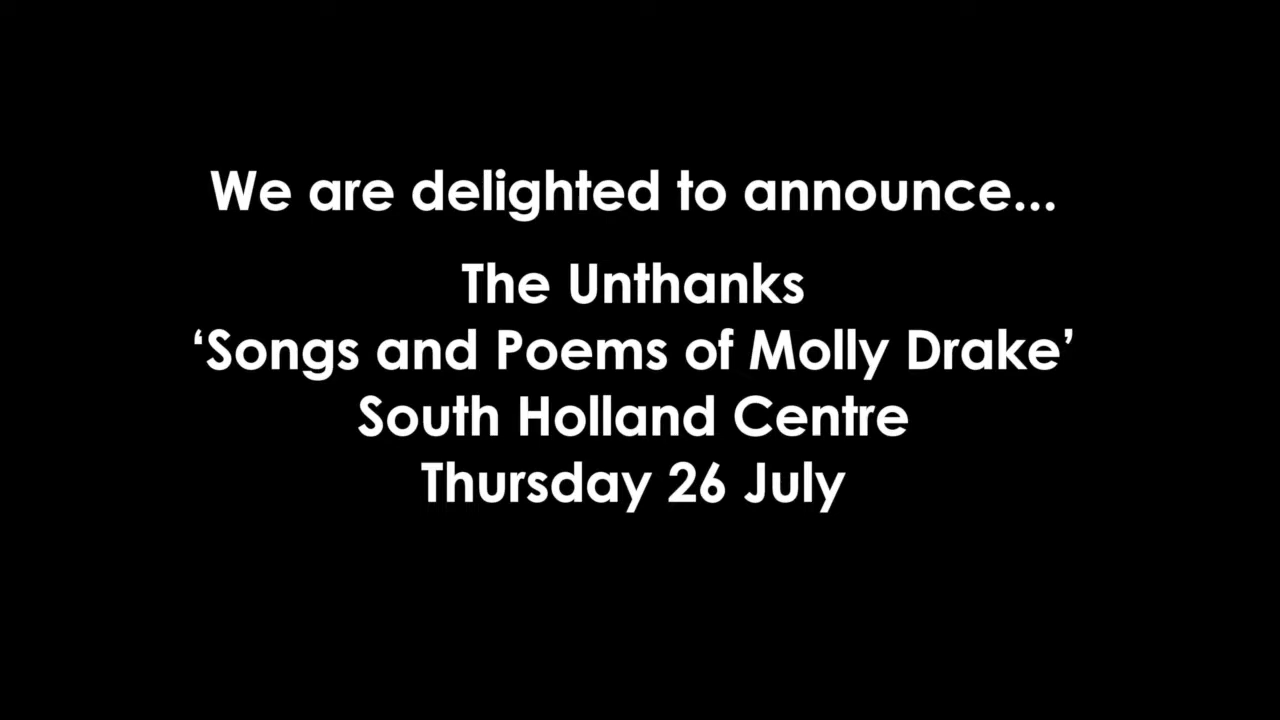 We are delighted to announce...
The Unthanks
‘Songs and Poems of Molly Drake’
South Holland Centre
Thursday 26 July